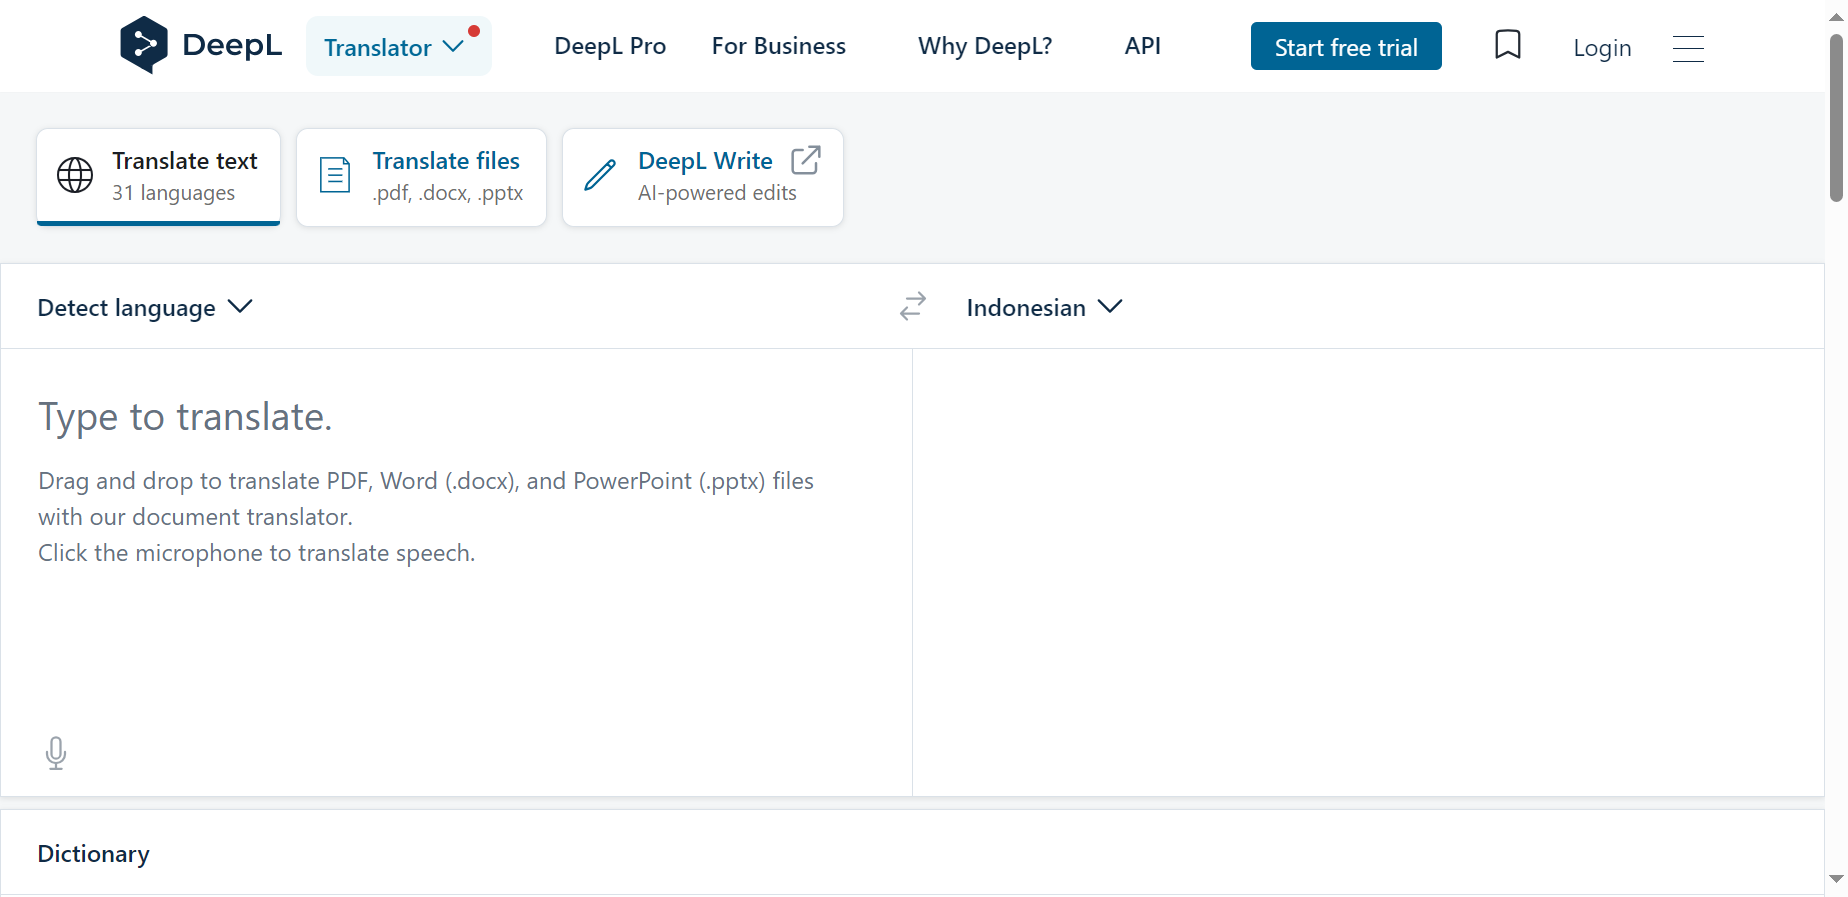 DeepL
Translator
DeepL Pro
For Business
Why DeepL?
API
Start free trial
Login
Translate text
31 languages
Translate files
.pdf, .docx, .pptx
DeepL Write
AI-powered edits
Detect language
Indonesian
Type to translate.
Drag and drop to translate PDF, Word (.docx), and PowerPoint (.pptx) files
with our document translator.
Click the microphone to translate speech.
Dictionary